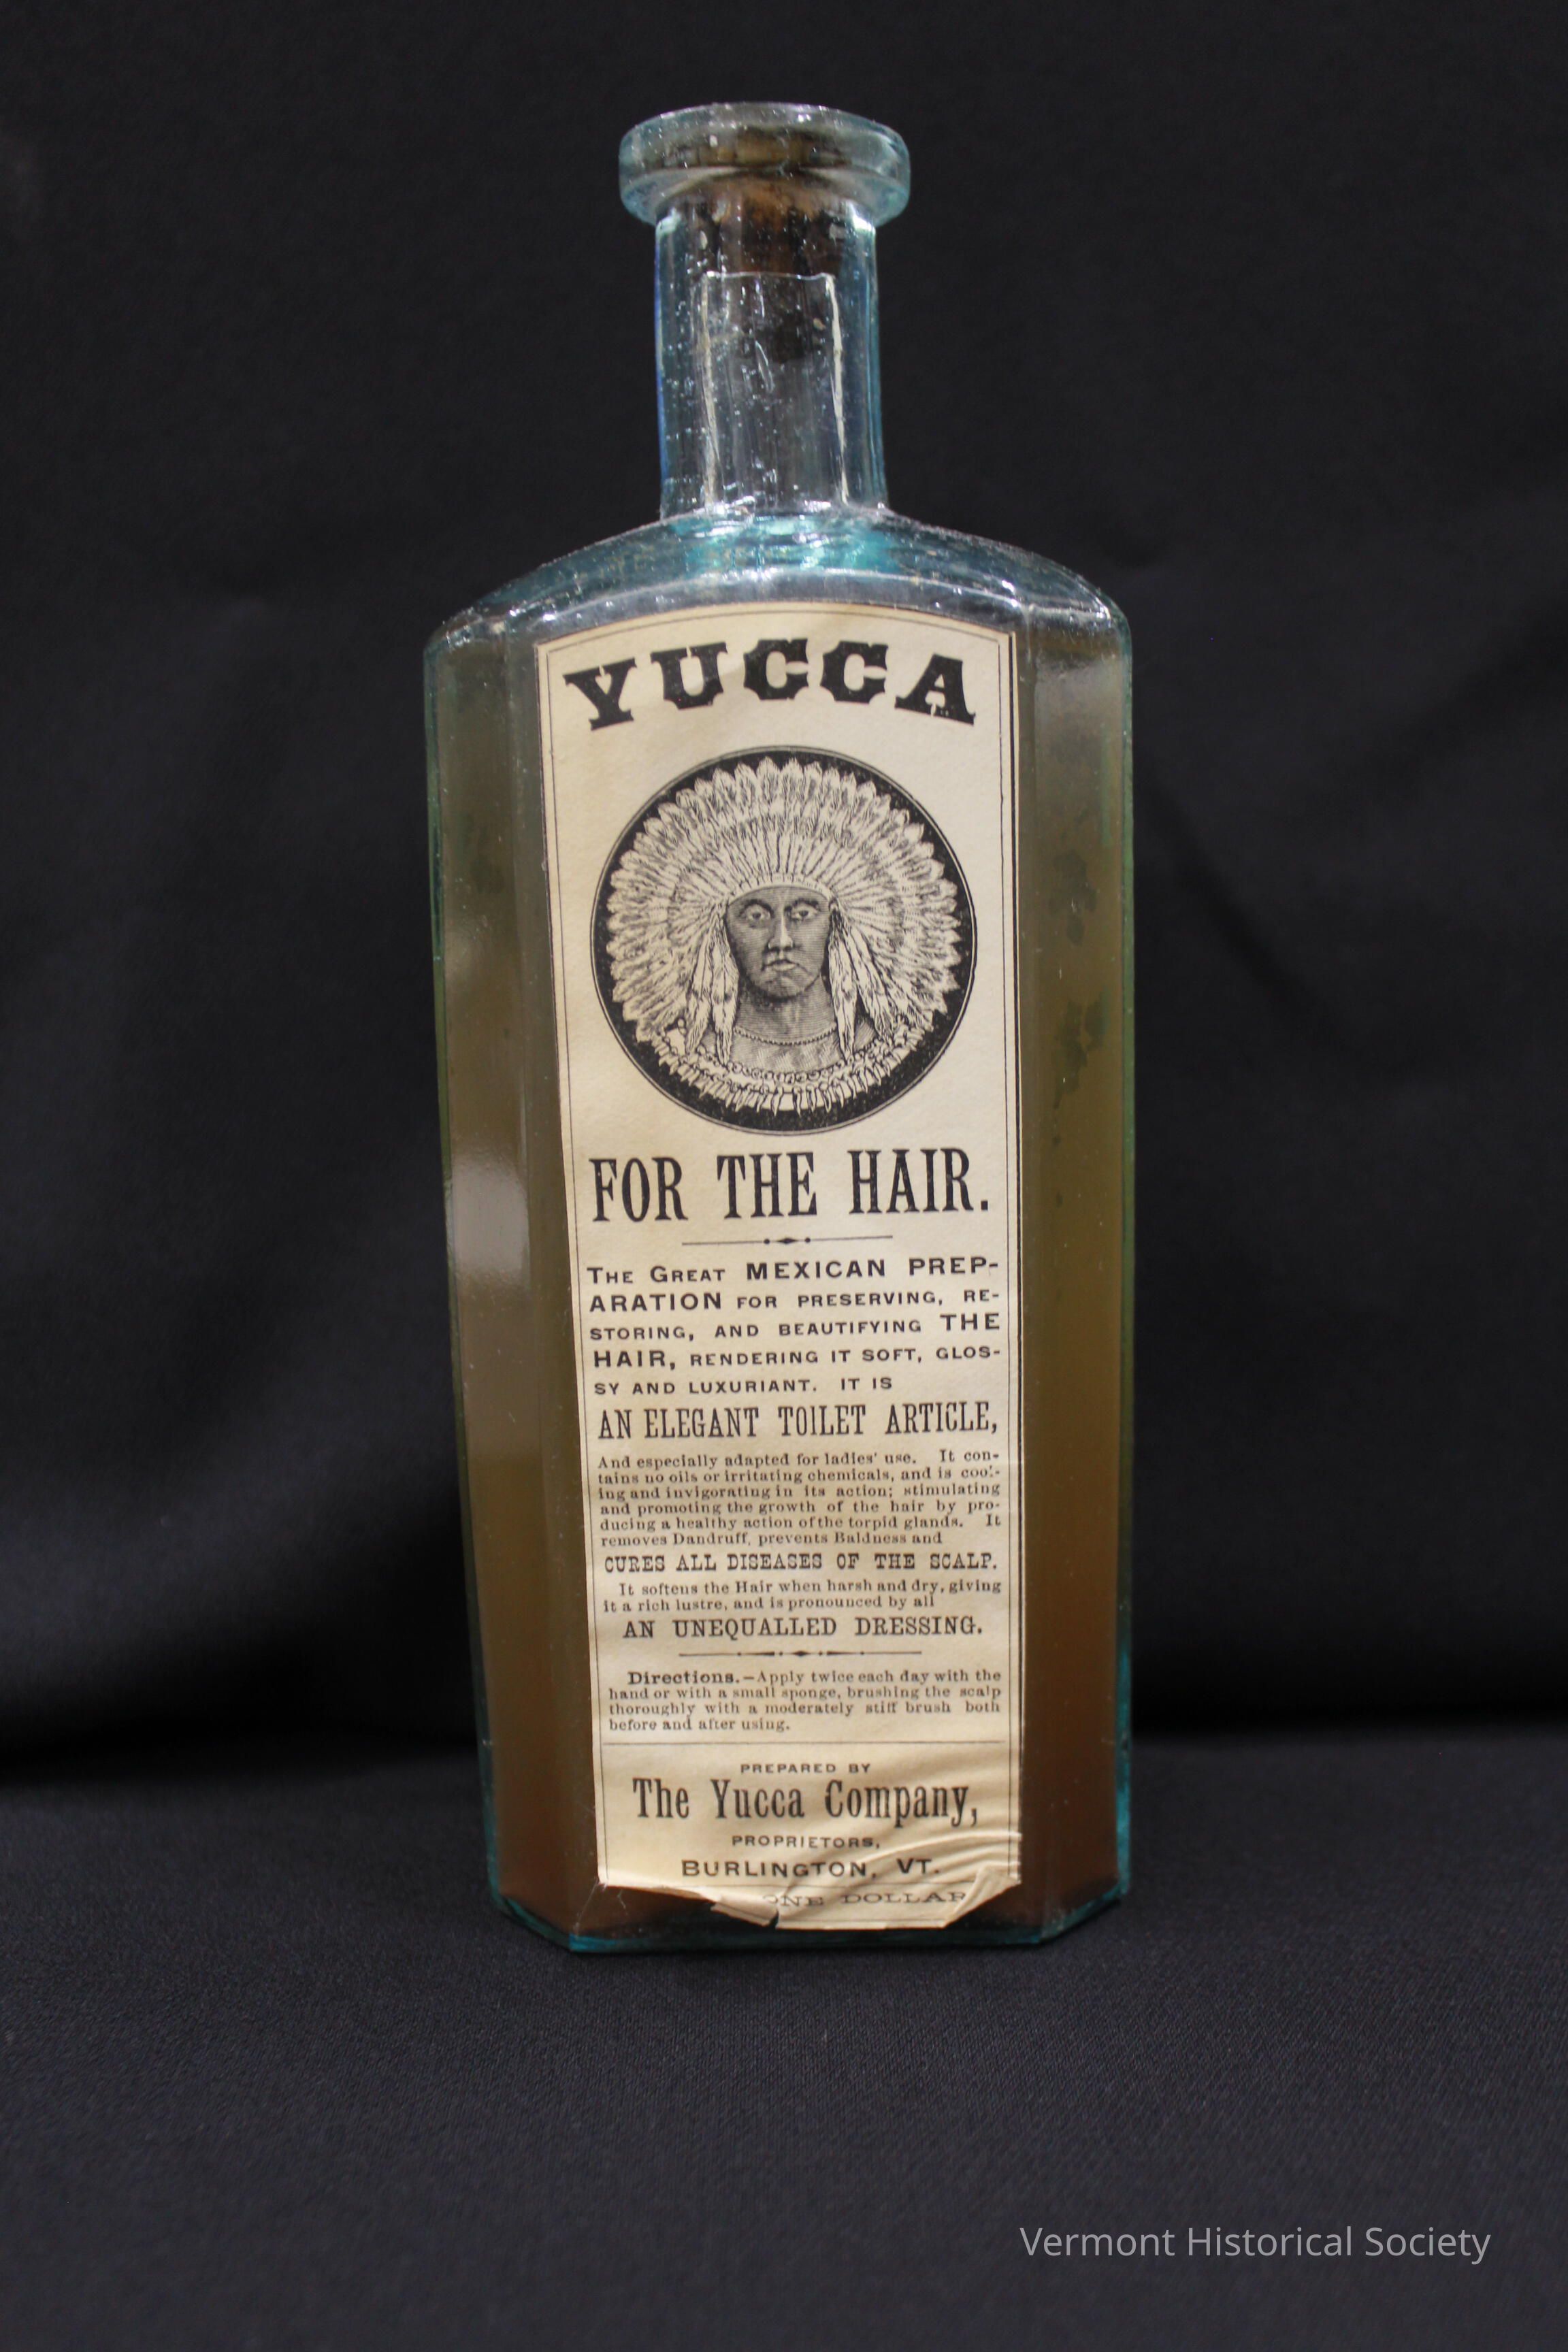 YUCCA
FOR THE HAIR.
THE GREAT MEXICAN PREP-
ARATION FOR PRESERVING, RE-
STORING, AND BEAUTIFYING THE
HAIR, RENDERING IT SOFT, GLOS-
SY AND LUXURIANT. IT IS
AN ELEGANT TOILET ARTICLE,
And especially adapted for ladies' use. It con-
tains no oils or irritating chemicals, and is cool-
ing and invigorating in its action; stimulating
and promoting the growth of the hair by pro-
ducing a healthy action of the torpid glands. It
removes Dandruff, prevents Baldness and
CURES ALL DISEASES OF THE SCALP.
It softens the Hair when harsh and dry, giving
it a rich lustre, and is pronounced by all
AN UNEQUALLED DRESSING.
Directions.—Apply twice each day with the
hand or with a small sponge, brushing the scalp
thoroughly with a moderately stiff brush both
before and after using.
PREPARED BY
The Yucca Company,
PROPRIETORS,
BURLINGTON, VT.
ONE DOLLAR
Vermont Historical Society